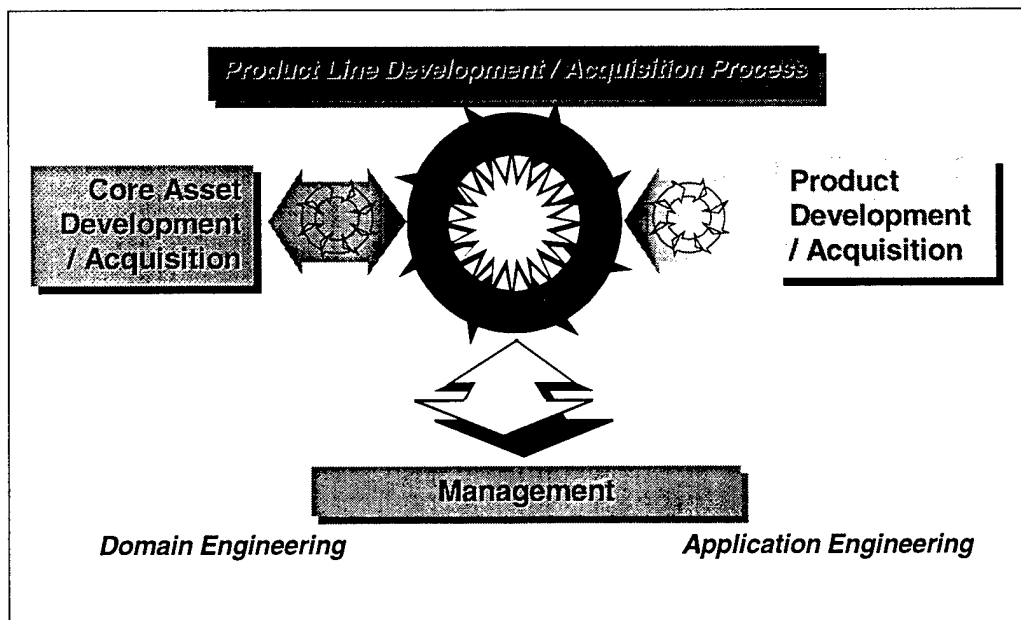 Product Line Development / Acquisition Process
Core Asset
Development
/ Acquisition
Product
Development
/ Acquisition
Management
Domain Engineering
Application Engineering